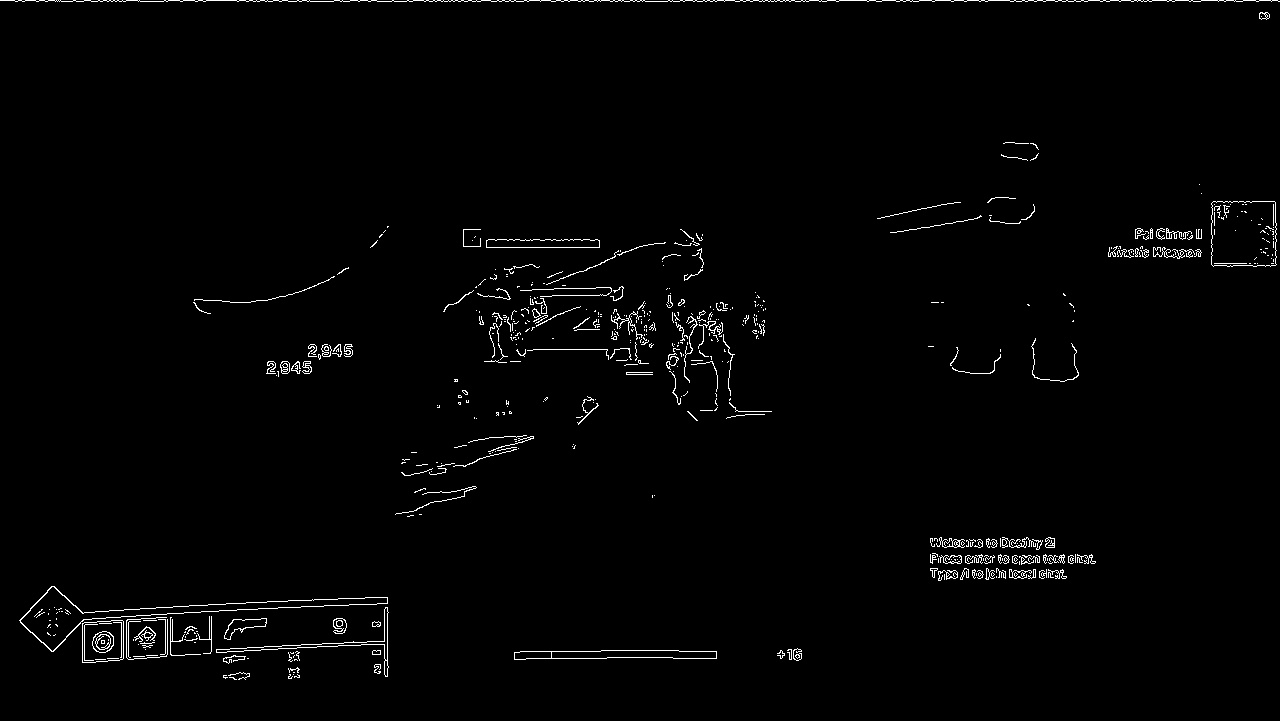 Psi Cirrus II
Kinetic Weapon
2,945
2,945
Welcome to Destiny 2!
Press enter to open text chat.
Type /l to join local chat.
9
+16